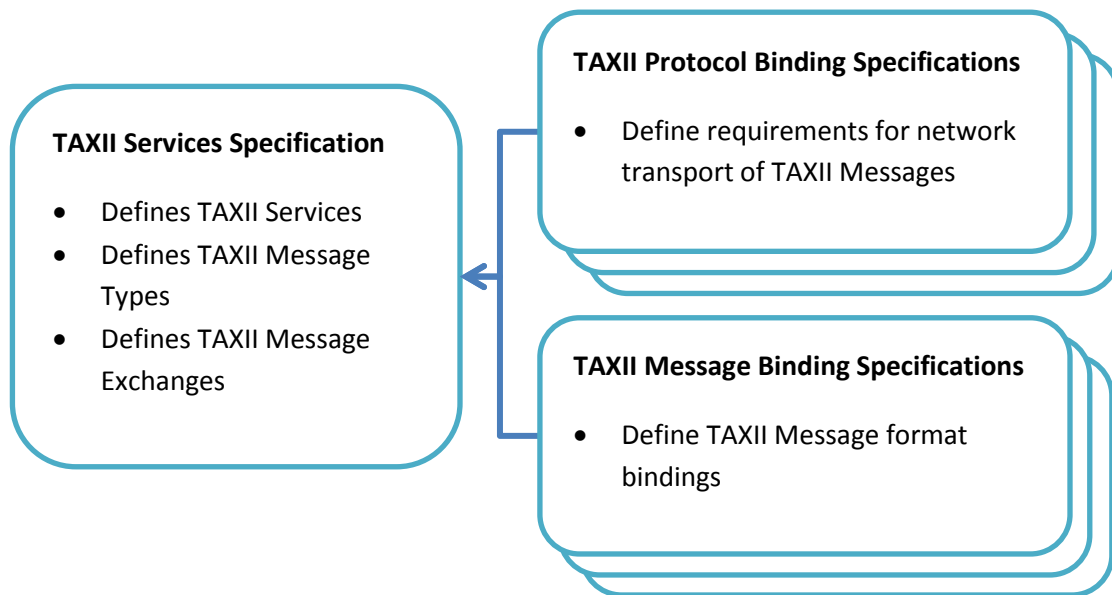 TAXII Services Specification
• Defines TAXII Services
• Defines TAXII Message
Types
• Defines TAXII Message
Exchanges
TAXII Protocol Binding Specifications
• Define requirements for network
transport of TAXII Messages
TAXII Message Binding Specifications
• Define TAXII Message format
bindings